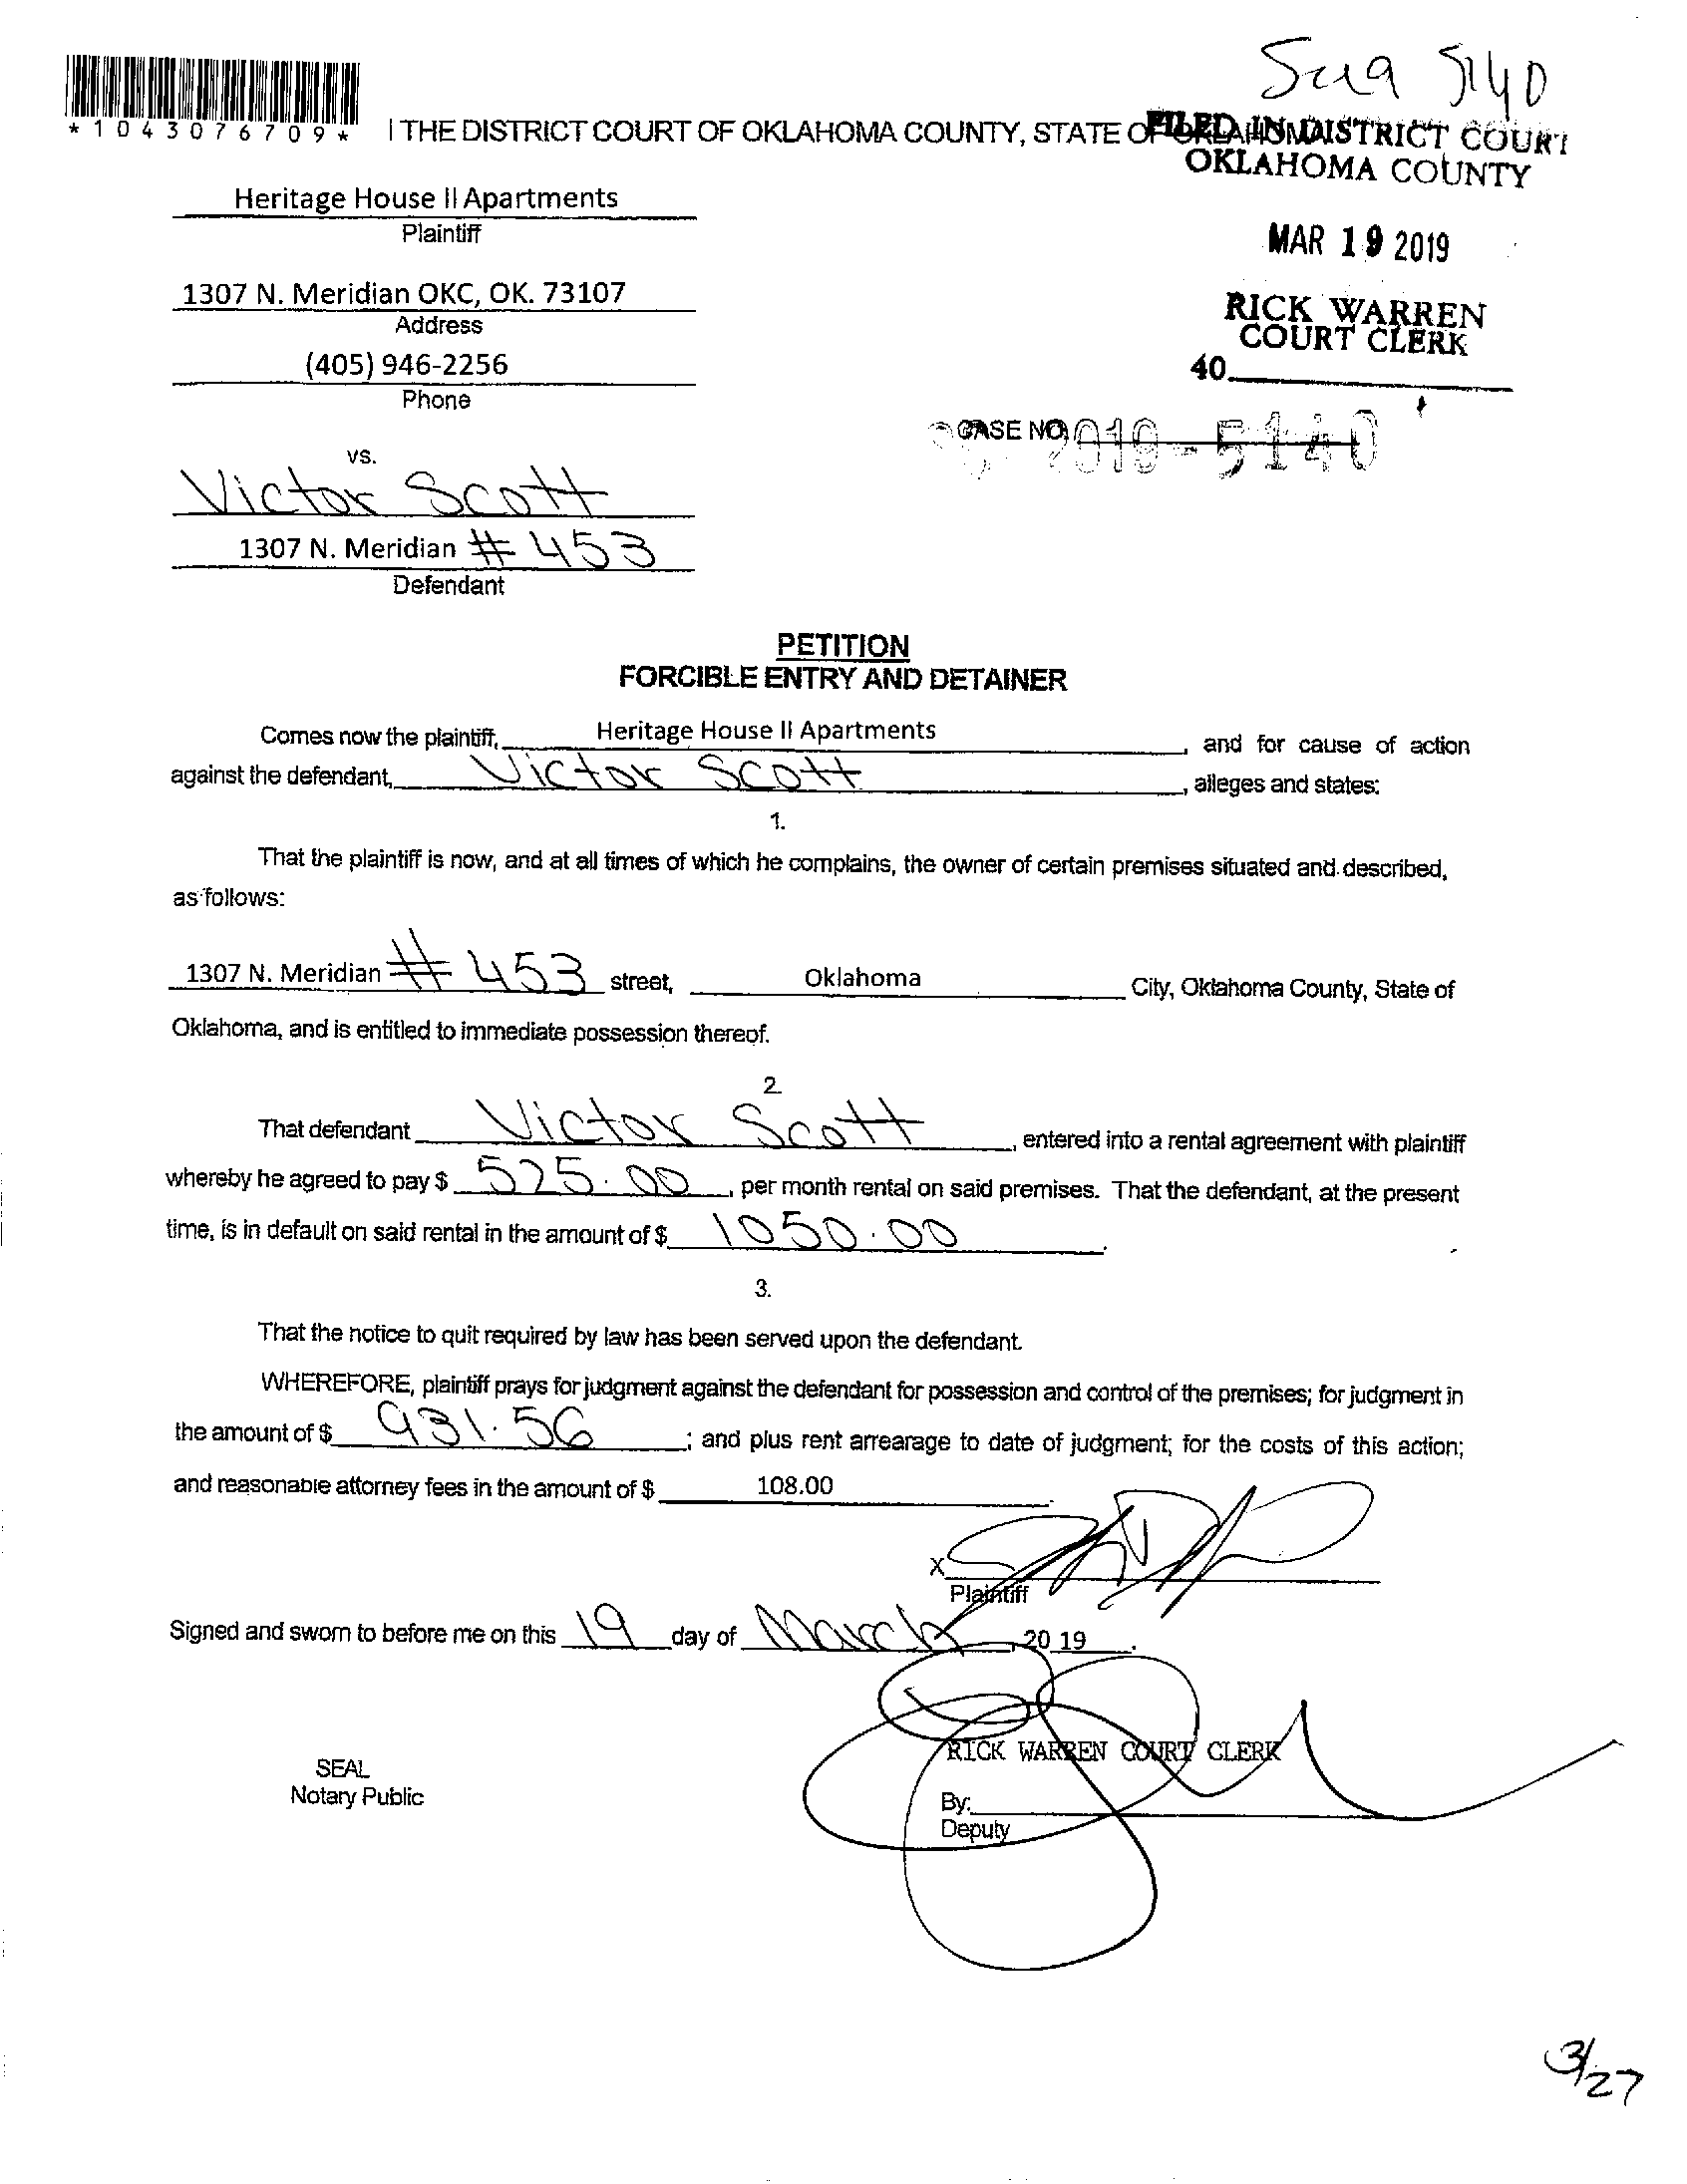 Sua 5140
*1043076709*
I THE DISTRICT COURT OF OKLAHOMA COUNTY, STATE OF OKLAHOMA
FILED IN DISTRICT COURT
OKLAHOMA COUNTY
Heritage House II Apartments
Plaintiff
MAR 19 2019
1307 N. Meridian OKC, OK. 73107
Address
RICK WARREN
COURT CLERK
(405) 946-2256
40
Phone
CASE NO. 2019-5140
vs.
Victor Scott
1307 N. Meridian # 453
Defendant
PETITION
FORCIBLE ENTRY AND DETAINER
Comes now the plaintiff, Heritage House II Apartments, and for cause of action
against the defendant, Victor Scott, alleges and states:
1.
That the plaintiff is now, and at all times of which he complains, the owner of certain premises situated and described,
as follows:
1307 N. Meridian # 453 street, Oklahoma City, Oklahoma County, State of
Oklahoma, and is entitled to immediate possession thereof.
2.
That defendant Victor Scott, entered into a rental agreement with plaintiff
whereby he agreed to pay $ 525.00, per month rental on said premises. That the defendant, at the present
time, is in default on said rental in the amount of $ 1050.00.
3.
That the notice to quit required by law has been served upon the defendant.
WHEREFORE, plaintiff prays for judgment against the defendant for possession and control of the premises; for judgment in
the amount of $ 931.56; and plus rent arrearage to date of judgment; for the costs of this action;
and reasonable attorney fees in the amount of $ 108.00.
X
Plaintiff
Signed and sworn to before me on this 19 day of March, 20 19.
RICK WARREN COURT CLERK
SEAL
Notary Public
By:
Deputy
3/27